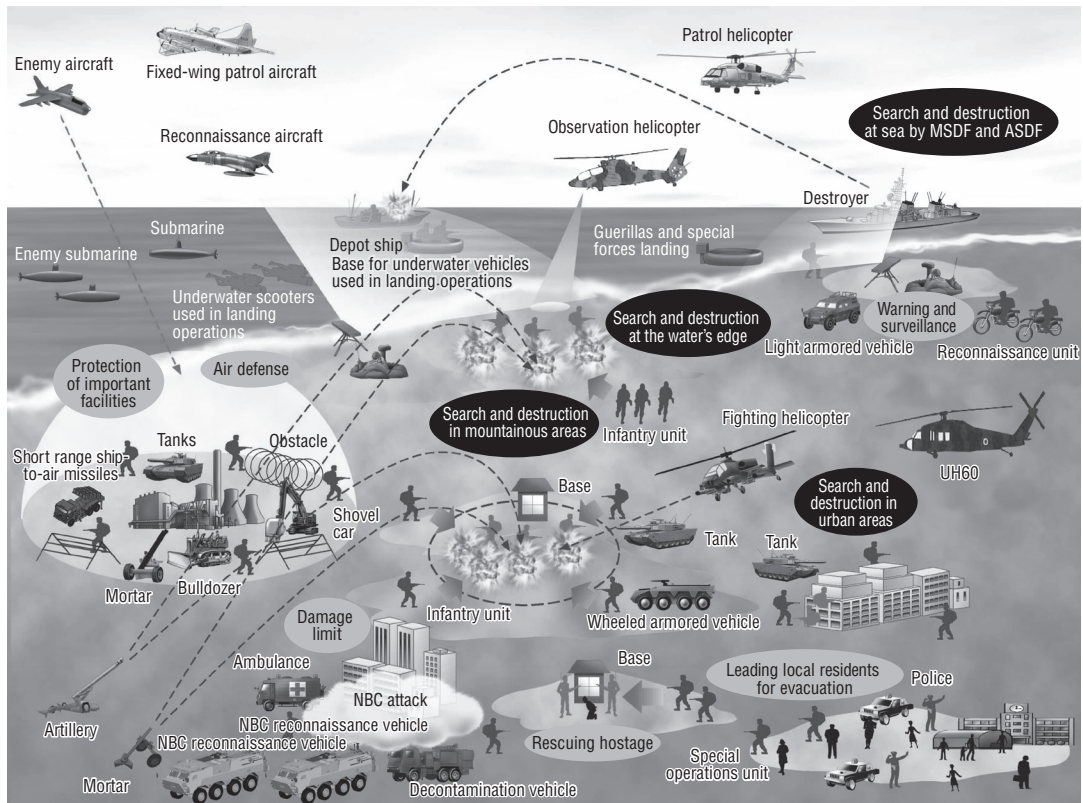 Patrol helicopter
Enemy aircraft
Fixed-wing patrol aircraft
Search and destruction
at sea by MSDF and ASDF
Reconnaissance aircraft
Observation helicopter
Destroyer
Submarine
Enemy submarine
Depot ship
Base for underwater vehicles
used in landing operations
Guerillas and special
forces landing
Underwater scooters
used in landing
operations
Search and destruction
at the water's edge
Warning and
surveillance
Light armored vehicle
Reconnaissance unit
Protection
of important
facilities
Air defense
Search and destruction
in mountainous areas
Infantry unit
Fighting helicopter
UH60
Tanks
Obstacle
Short range ship-
to-air missiles
Shovel
car
Base
Search and
destruction in
urban areas
Tank
Tank
Mortar
Bulldozer
Infantry unit
Wheeled armored vehicle
Damage
limit
Ambulance
NBC attack
Base
Leading local residents
for evacuation
Police
Artillery
NBC reconnaissance vehicle
NBC reconnaissance vehicle
Rescuing hostage
Special
operations unit
Mortar
Decontamination vehicle